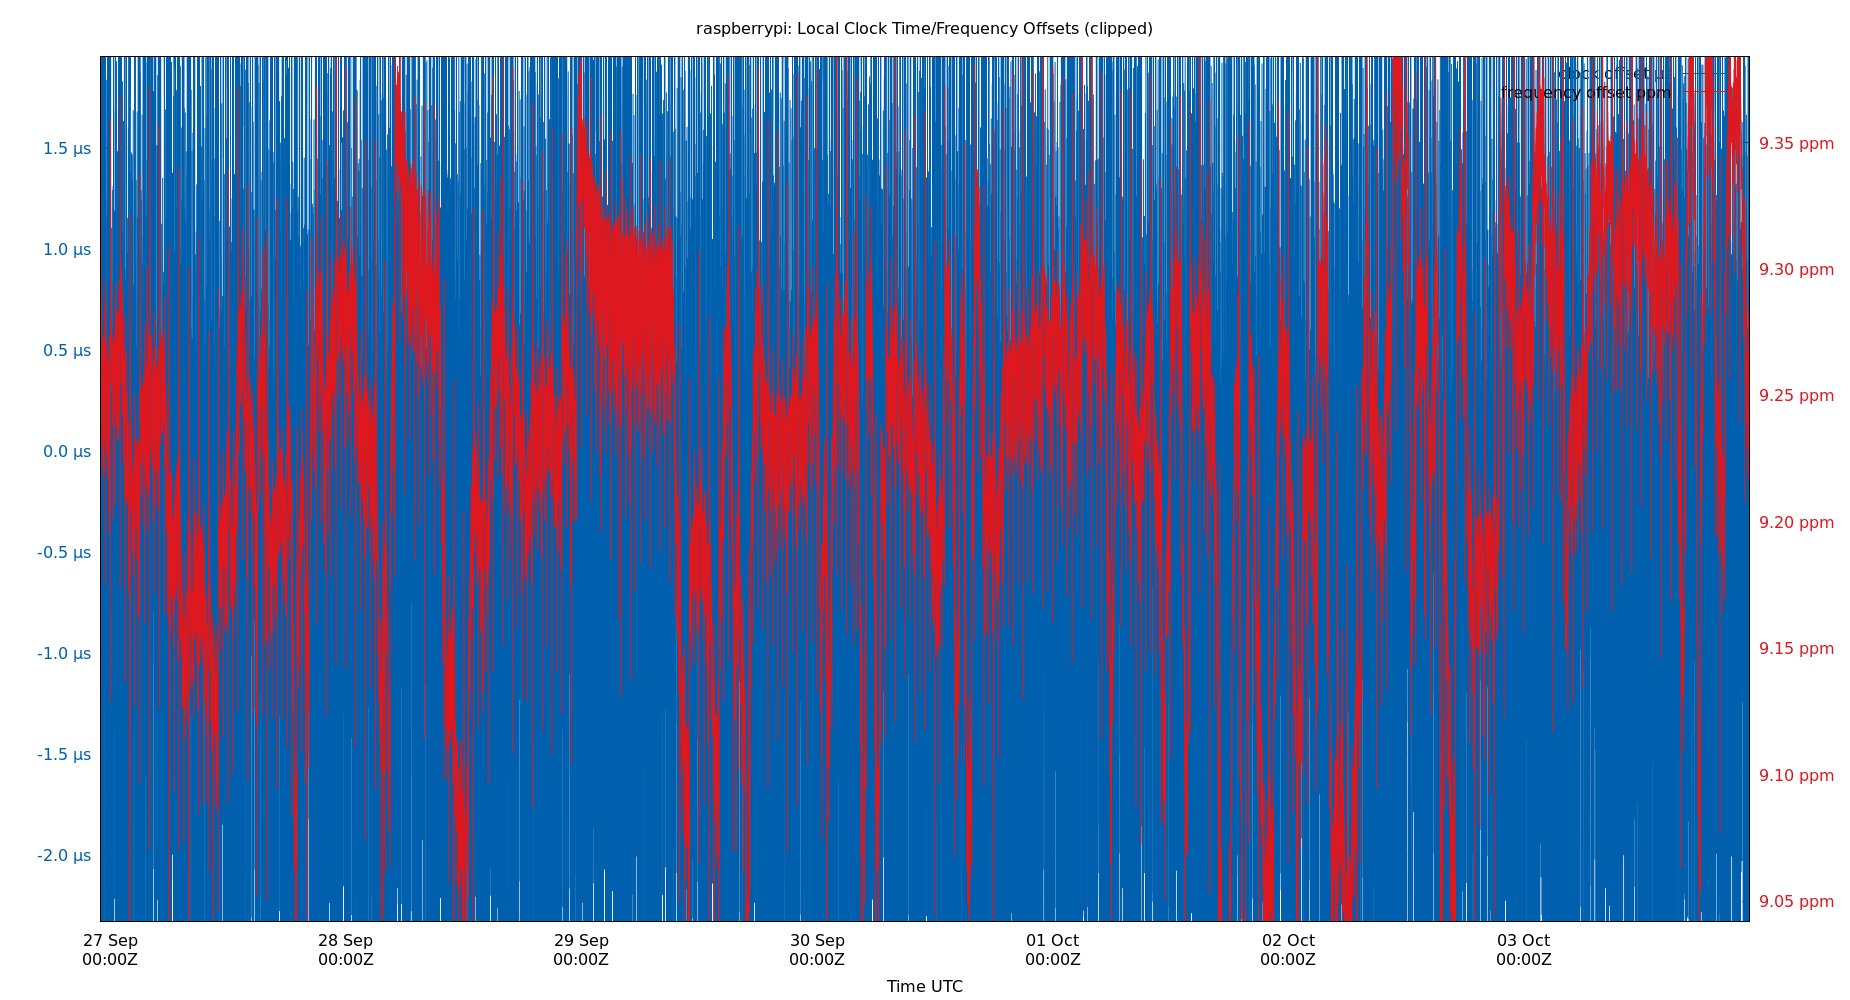 raspberrypi: Local Clock Time/Frequency Offsets (clipped)
clock offset µs
frequency offset ppm
1.5 µs
1.0 µs
0.5 µs
0.0 µs
-0.5 µs
-1.0 µs
-1.5 µs
-2.0 µs
9.35 ppm
9.30 ppm
9.25 ppm
9.20 ppm
9.15 ppm
9.10 ppm
9.05 ppm
27 Sep 28 Sep 29 Sep 30 Sep 01 Oct 02 Oct 03 Oct
00:00Z 00:00Z 00:00Z 00:00Z 00:00Z 00:00Z 00:00Z
Time UTC